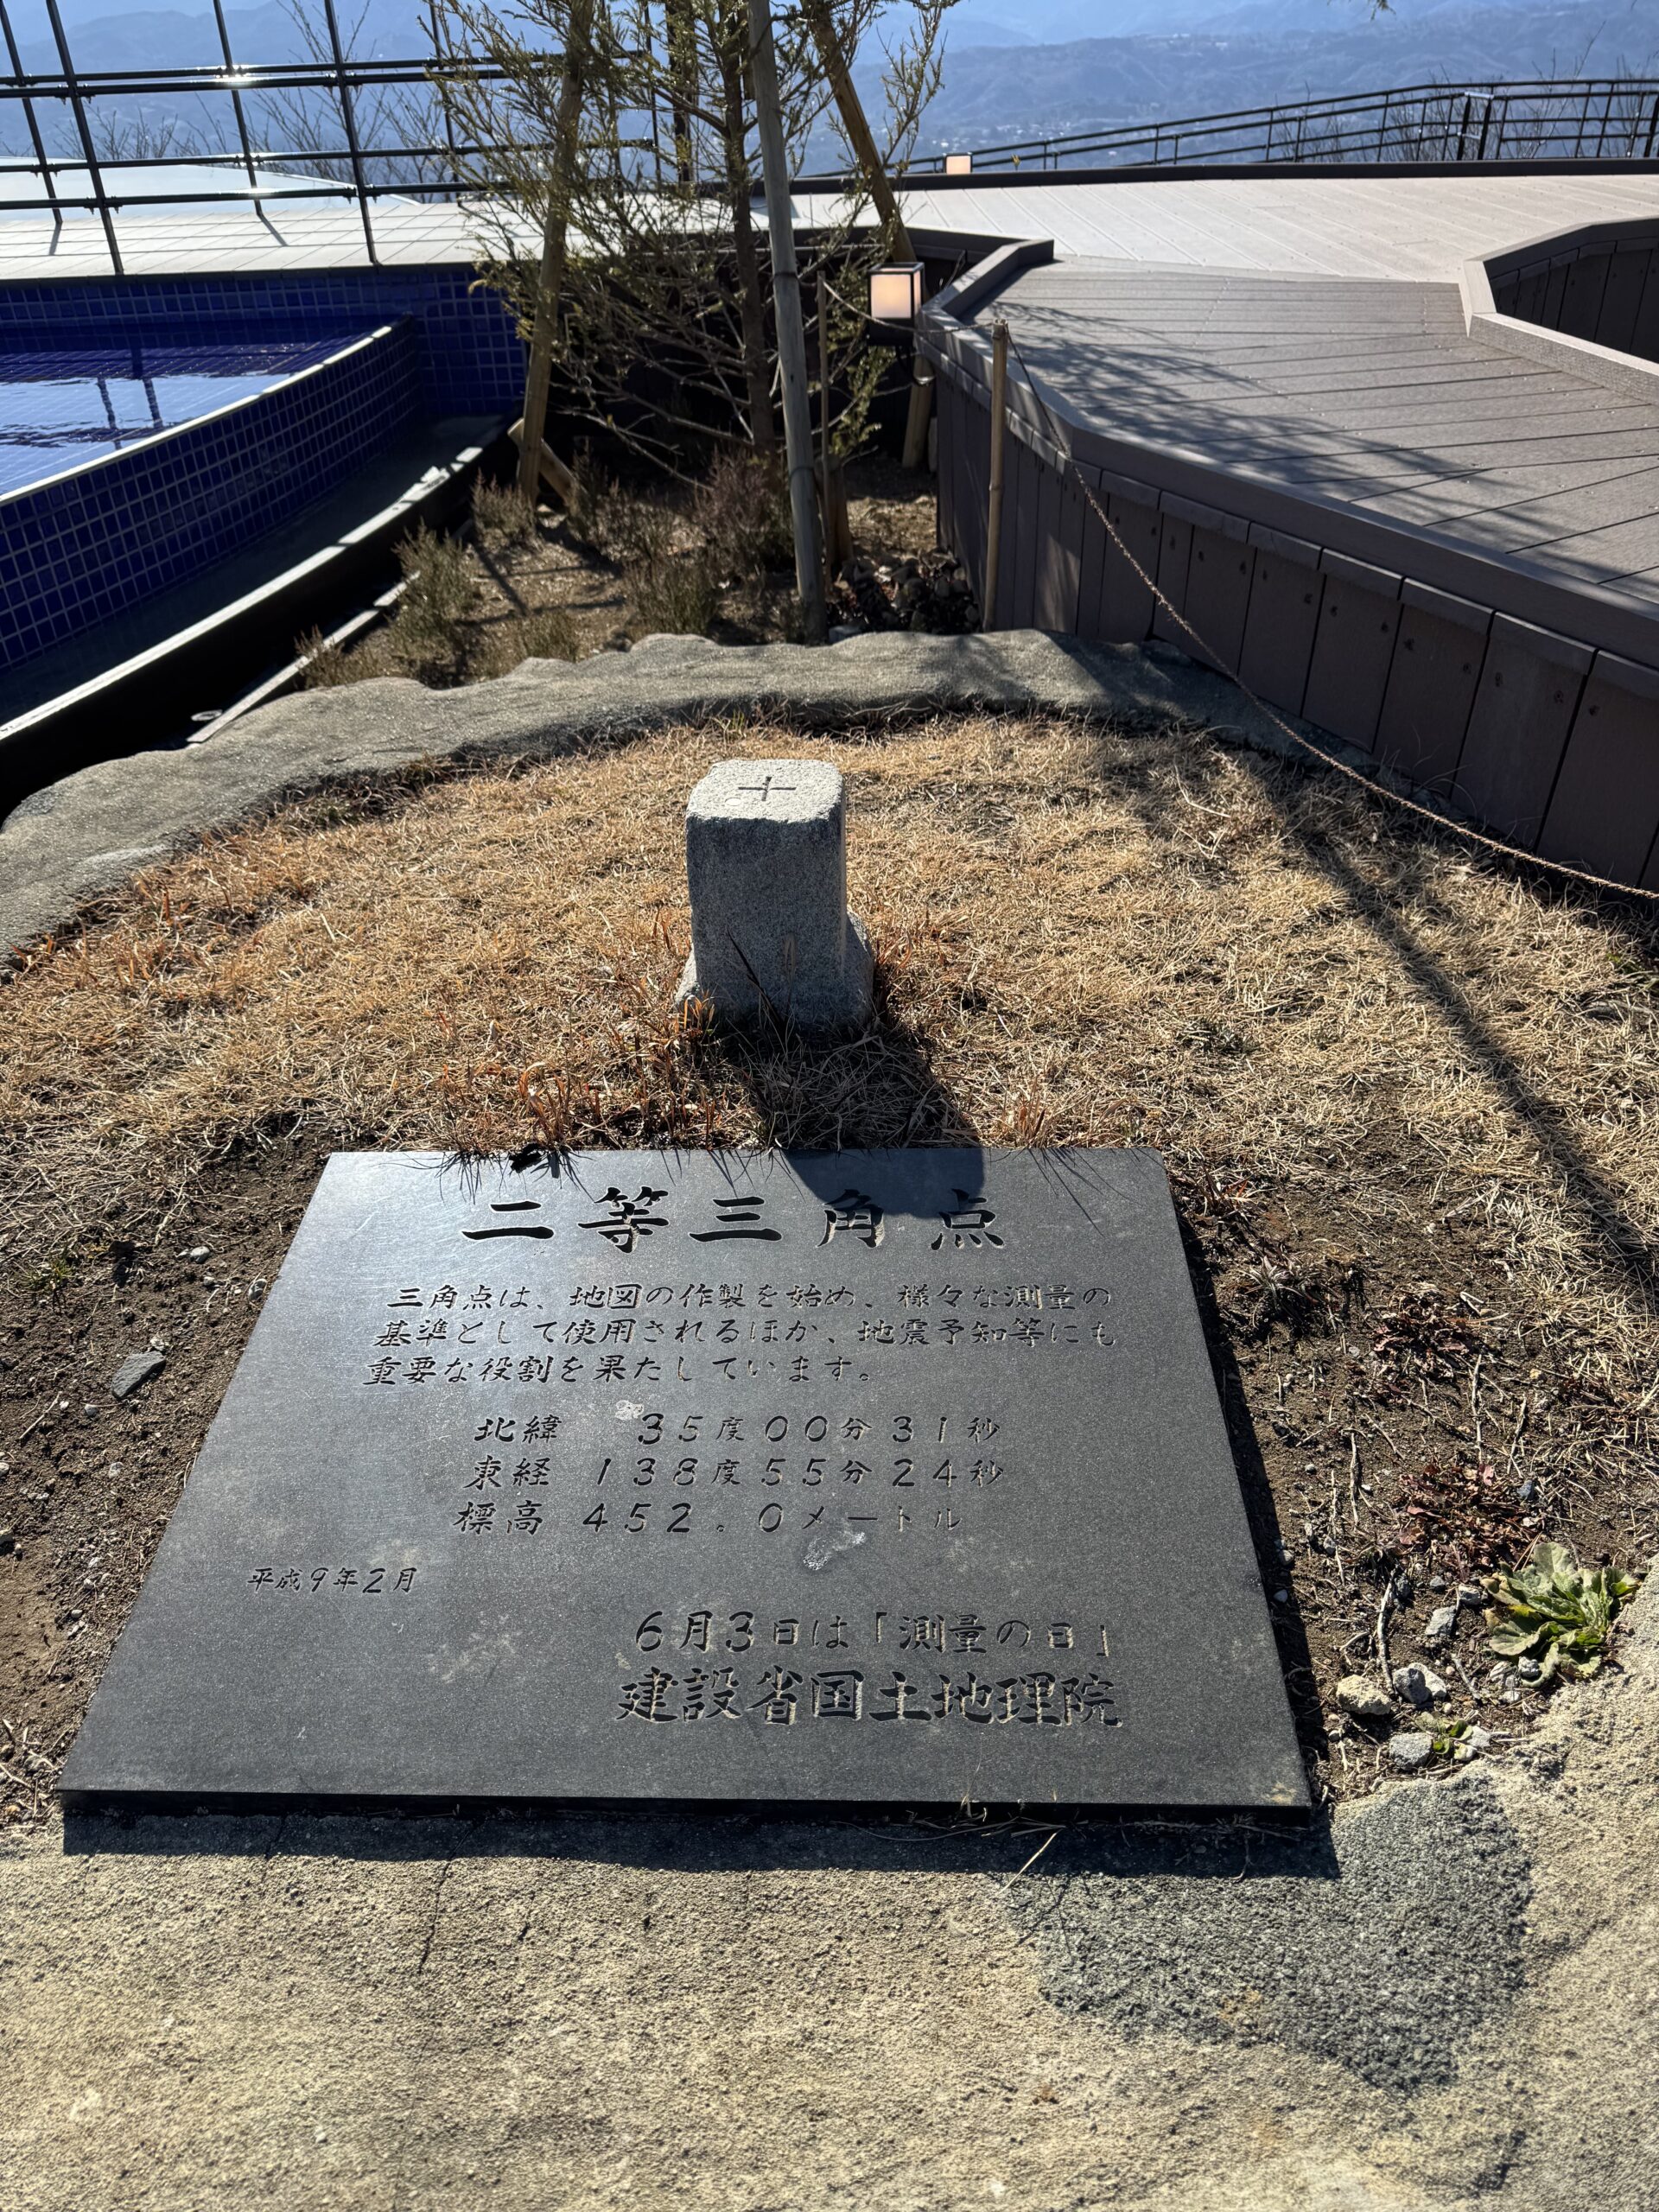 二等三角点
三角点は、地図の作製を始め、様々な測量の
基準として使用されるほか、地震予知等にも
重要な役割を果たしています。
北緯 35度00分31秒
東経 138度55分24秒
標高 452。0メートル
平成9年2月
6月3日は「測量の日」
建設省国土地理院